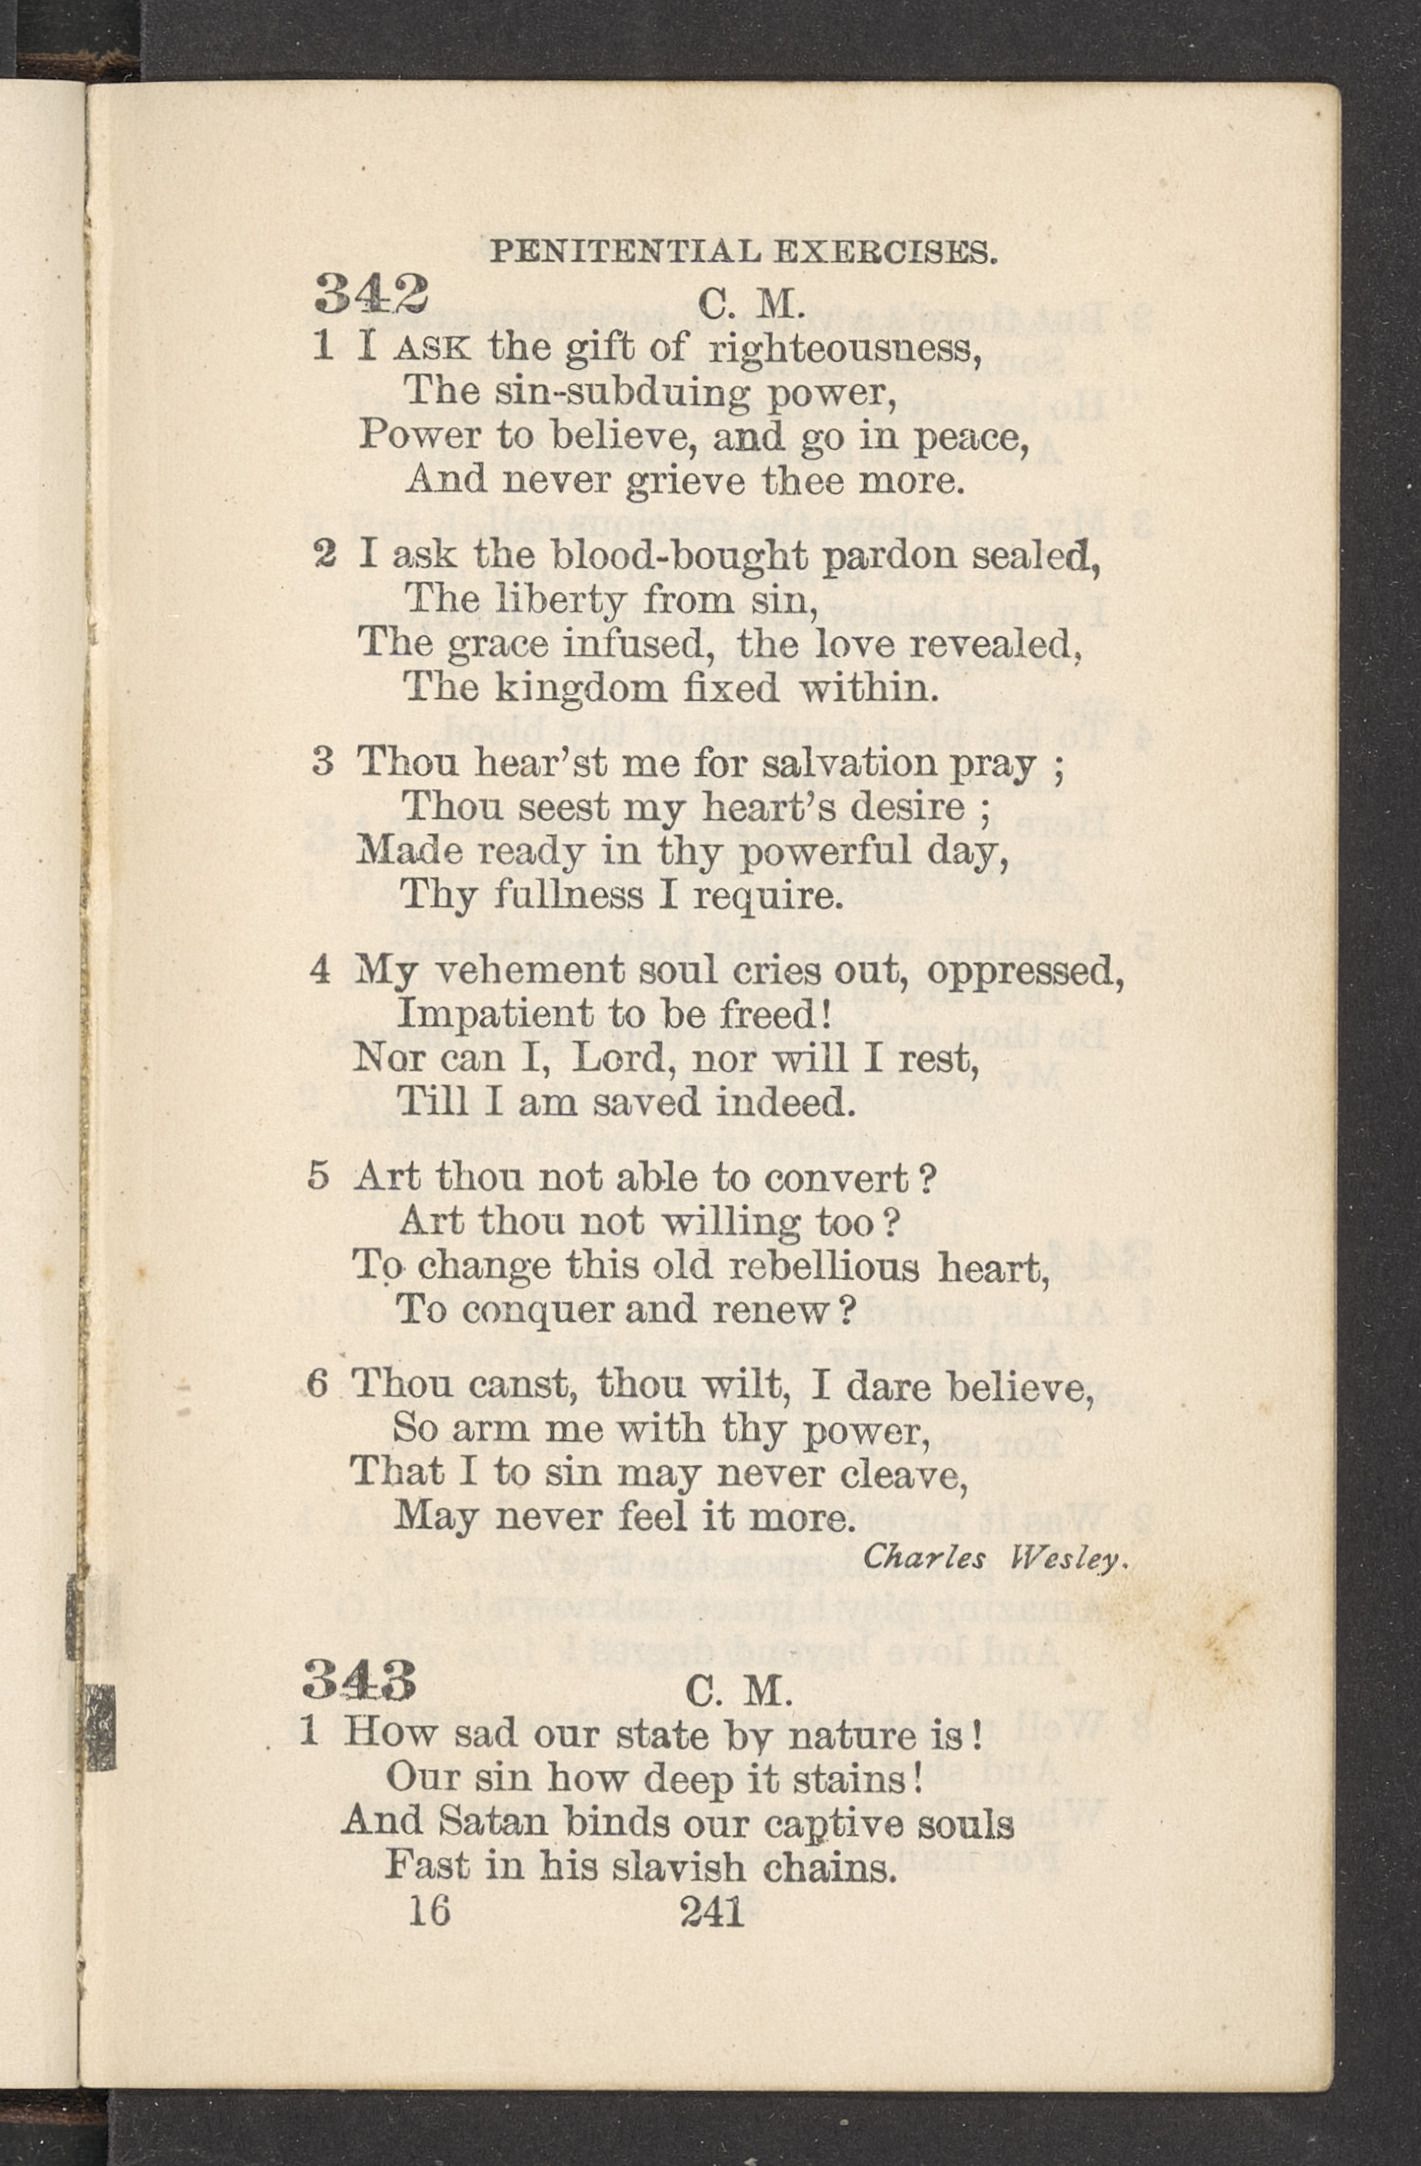 PENITENTIAL EXERCISES.
342 C. M.
1 I ASK the gift of righteousness,
The sin-subduing power,
Power to believe, and go in peace,
And never grieve thee more.
2 I ask the blood-bought pardon sealed,
The liberty from sin,
The grace infused, the love revealed,
The kingdom fixed within.
3 Thou hear'st me for salvation pray ;
Thou seest my heart's desire ;
Made ready in thy powerful day,
Thy fullness I require.
4 My vehement soul cries out, oppressed,
Impatient to be freed!
Nor can I, Lord, nor will I rest,
Till I am saved indeed.
5 Art thou not able to convert ?
Art thou not willing too ?
To change this old rebellious heart,
To conquer and renew ?
6 Thou canst, thou wilt, I dare believe,
So arm me with thy power,
That I to sin may never cleave,
May never feel it more.
Charles Wesley.
343 C. M.
1 How sad our state by nature is !
Our sin how deep it stains !
And Satan binds our captive souls
Fast in his slavish chains.
16 241